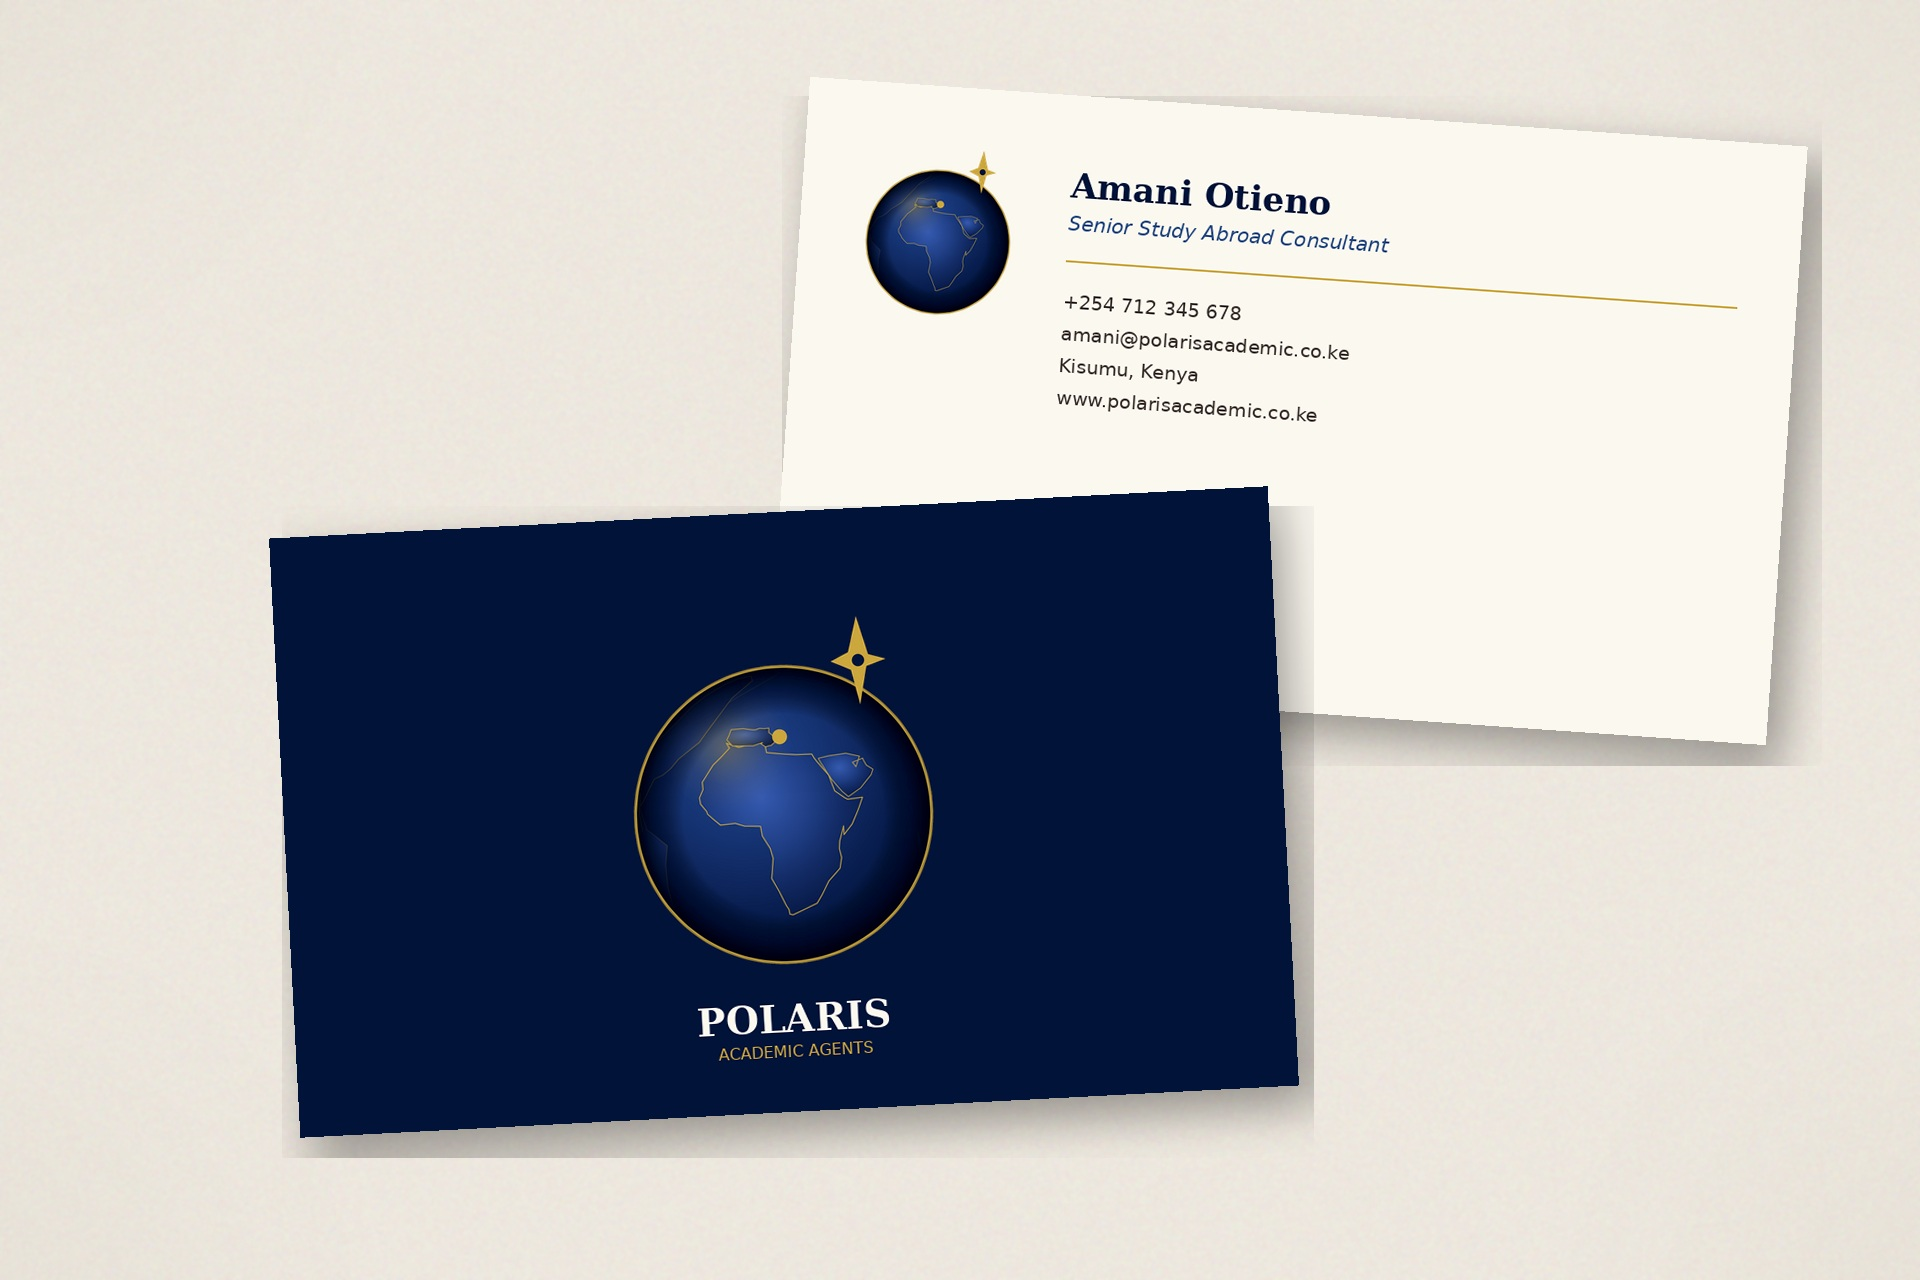 Amani Otieno
Senior Study Abroad Consultant
+254 712 345 678
amani@polarisacademic.co.ke
Kisumu, Kenya
www.polarisacademic.co.ke
POLARIS
ACADEMIC AGENTS